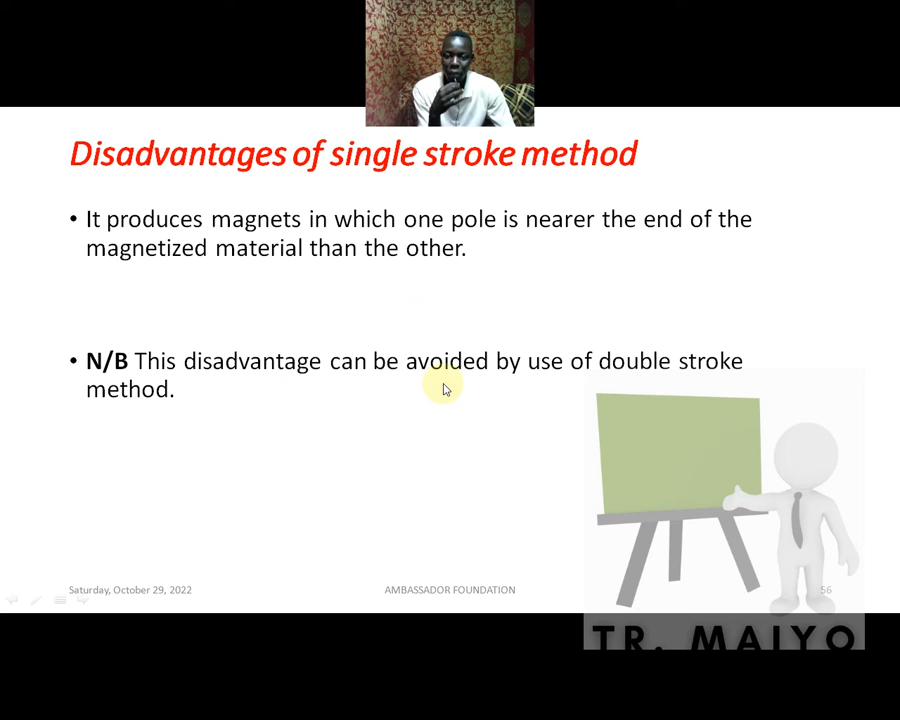 Disadvantages of single stroke method
• It produces magnets in which one pole is nearer the end of the
magnetized material than the other.
• N/B This disadvantage can be avoided by use of double stroke
method.
Saturday, October 29, 2022
AMBASSADOR FOUNDATION
56
TR. MAIYO